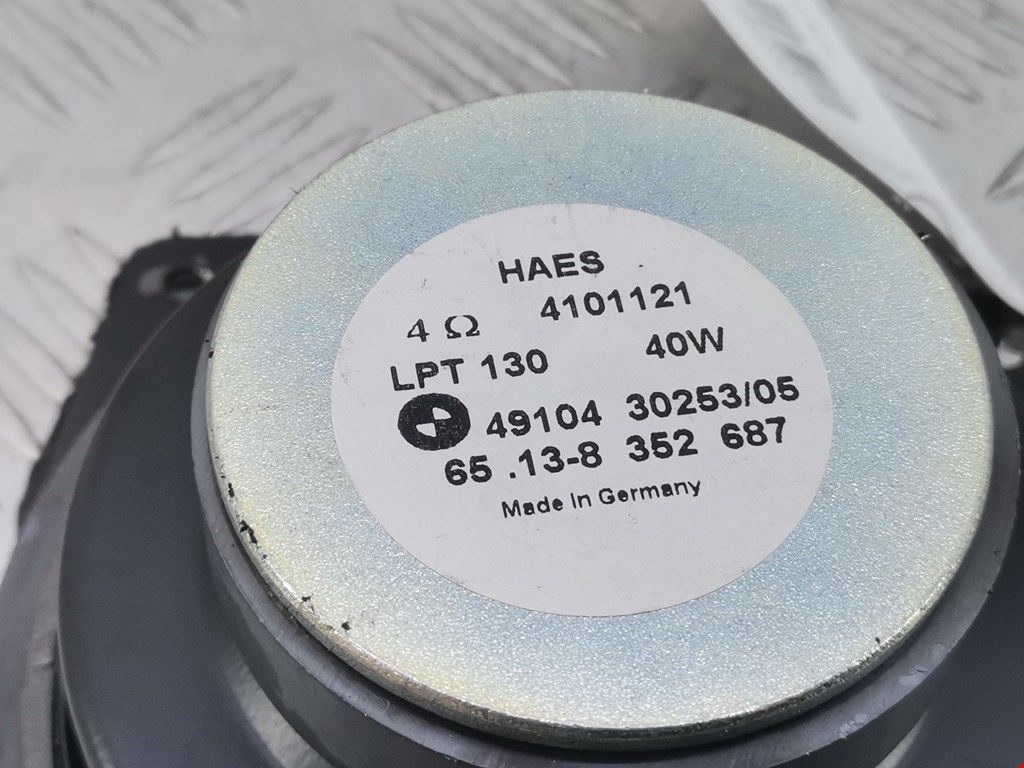 HAES
4 Ω 4101121
LPT 130 40W
49104 30253/05
65 .13-8 352 687
Made in Germany